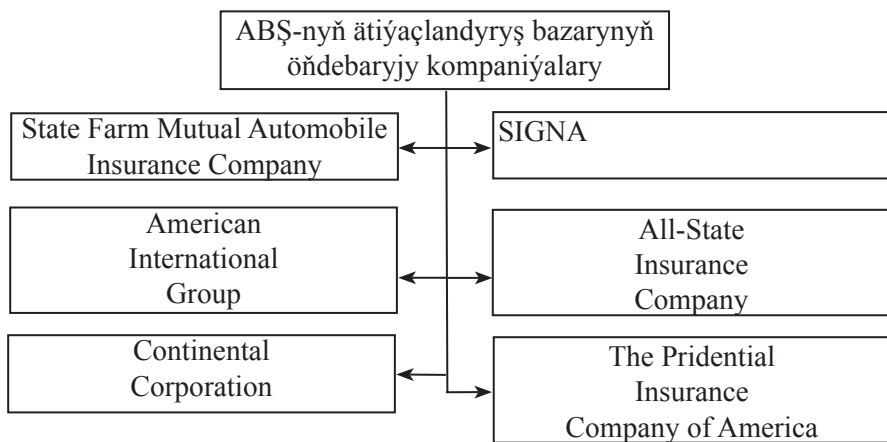 ABŞ-nyň ätiýaçlandyryş bazarynyň
öňdebaryjy kompaniýalary
State Farm Mutual Automobile
Insurance Company
SIGNA
American
International
Group
All-State
Insurance
Company
Continental
Corporation
The Pridential
Insurance
Company of America